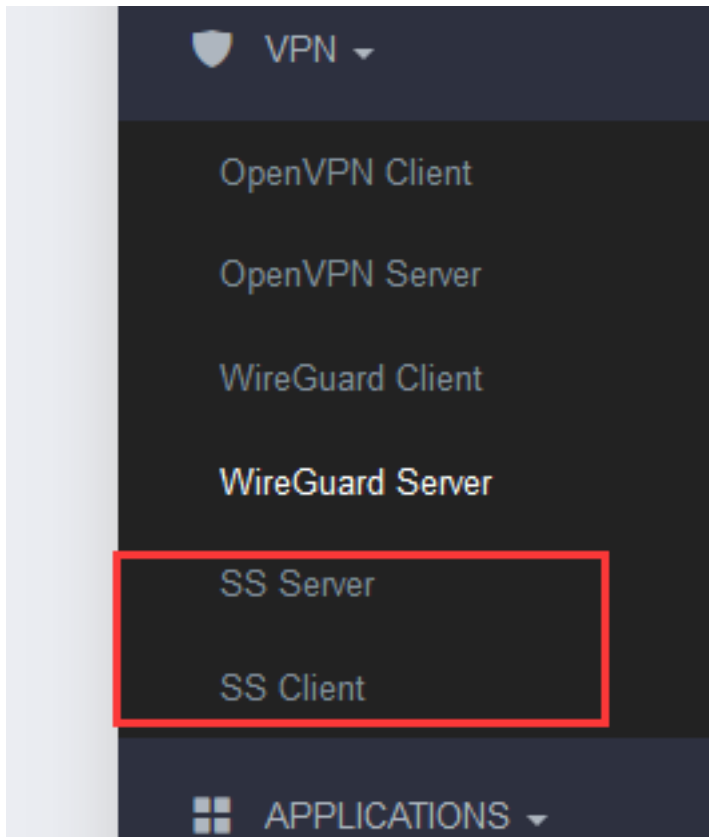 VPN
OpenVPN Client
OpenVPN Server
WireGuard Client
WireGuard Server
SS Server
SS Client
APPLICATIONS